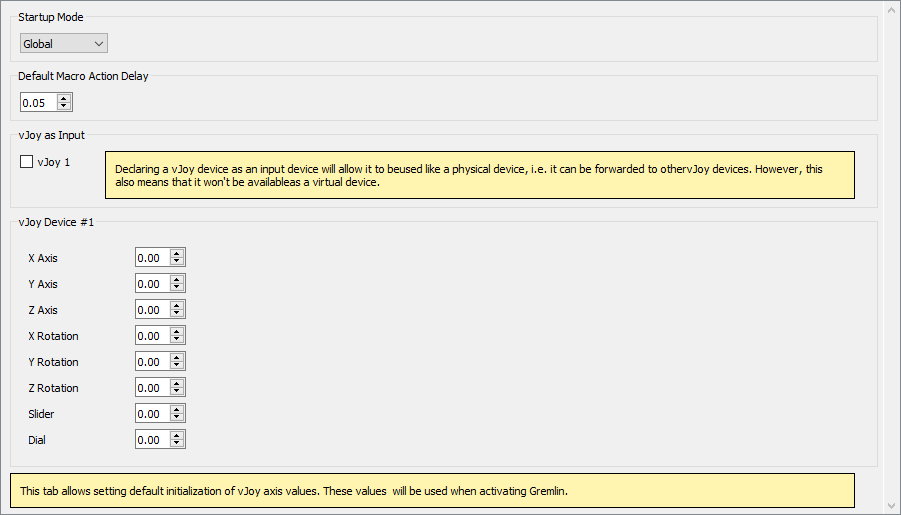 Startup Mode
Global
Default Macro Action Delay
0.05
vJoy as Input
vJoy 1
Declaring a vJoy device as an input device will allow it to beused like a physical device, i.e. it can be forwarded to othervJoy devices. However, this
also means that it won't be availableas a virtual device.
vJoy Device #1
X Axis 0.00
Y Axis 0.00
Z Axis 0.00
X Rotation 0.00
Y Rotation 0.00
Z Rotation 0.00
Slider 0.00
Dial 0.00
This tab allows setting default initialization of vJoy axis values. These values  will be used when activating Gremlin.